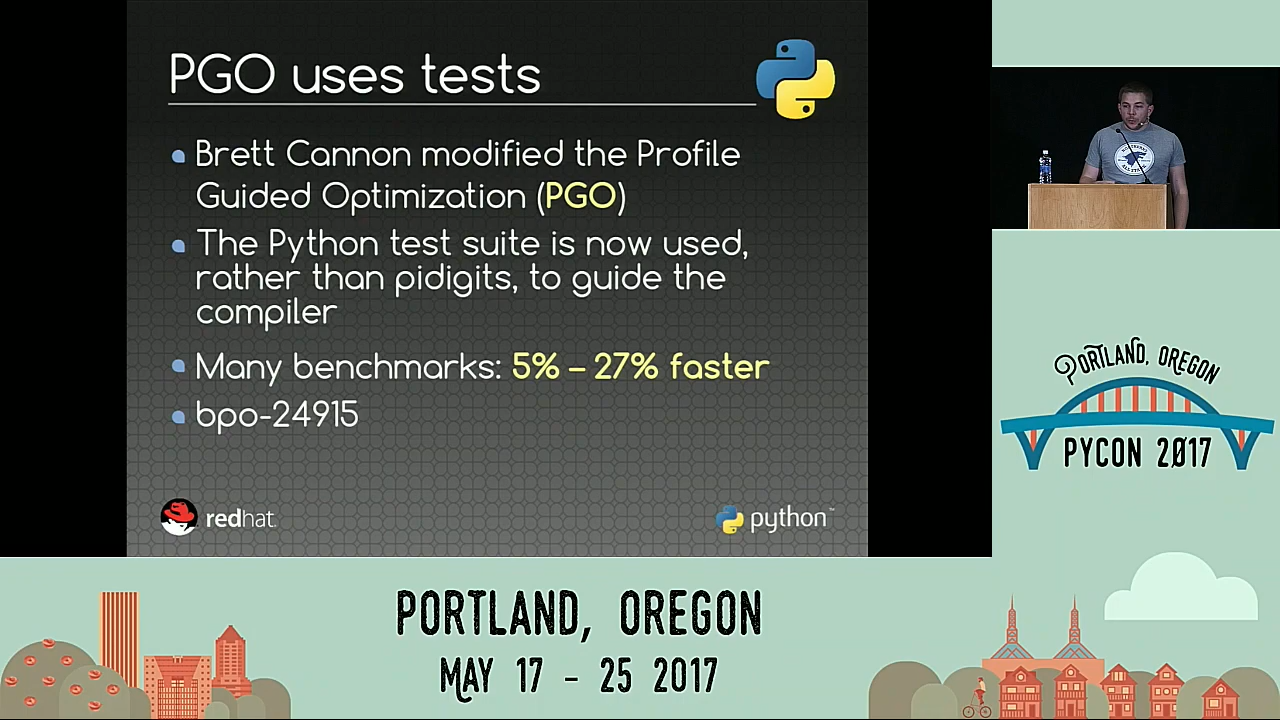 PGO uses tests
Brett Cannon modified the Profile
Guided Optimization (PGO)
The Python test suite is now used,
rather than pidigits, to guide the
compiler
Many benchmarks: 5% – 27% faster
bpo-24915
redhat.
python™
PORTLAND, OREGON
PYCON 2017
PORTLAND, OREGON
MAY 17 - 25 2017